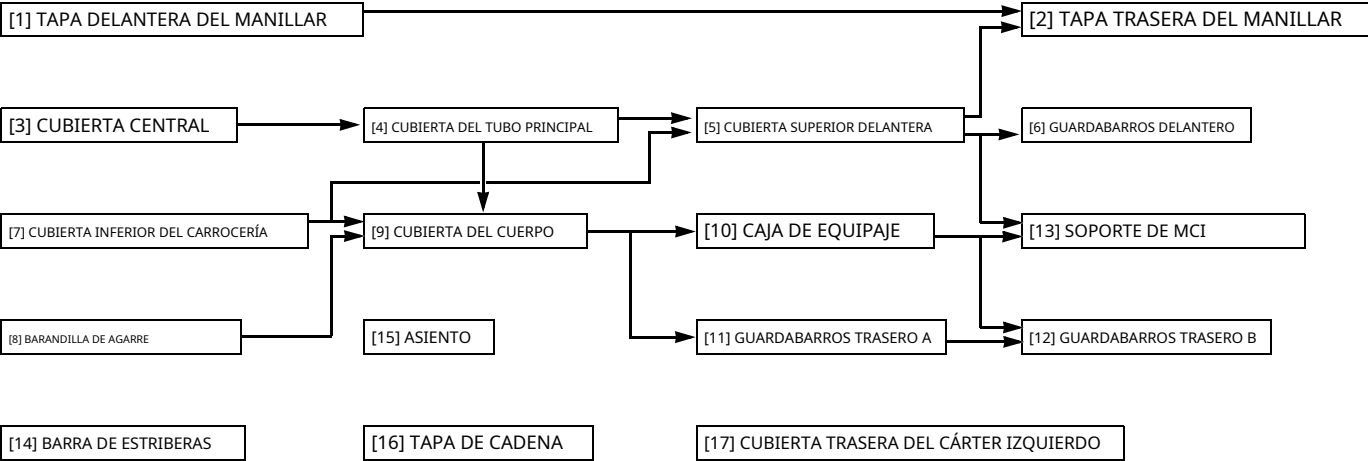 [1] TAPA DELANTERA DEL MANILLAR
[2] TAPA TRASERA DEL MANILLAR
[3] CUBIERTA CENTRAL
[4] CUBIERTA DEL TUBO PRINCIPAL
[5] CUBIERTA SUPERIOR DELANTERA
[6] GUARDABARROS DELANTERO
[7] CUBIERTA INFERIOR DEL CARROCERÍA
[9] CUBIERTA DEL CUERPO
[10] CAJA DE EQUIPAJE
[13] SOPORTE DE MCI
[8] BARANDILLA DE AGARRE
[15] ASIENTO
[11] GUARDABARROS TRASERO A
[12] GUARDABARROS TRASERO B
[14] BARRA DE ESTRIBERAS
[16] TAPA DE CADENA
[17] CUBIERTA TRASERA DEL CÁRTER IZQUIERDO